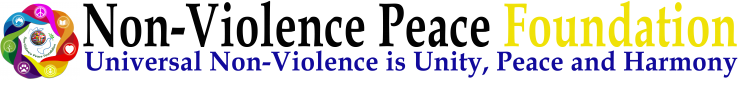 Non-Violence Peace Foundation
Universal Non-Violence is Unity, Peace and Harmony